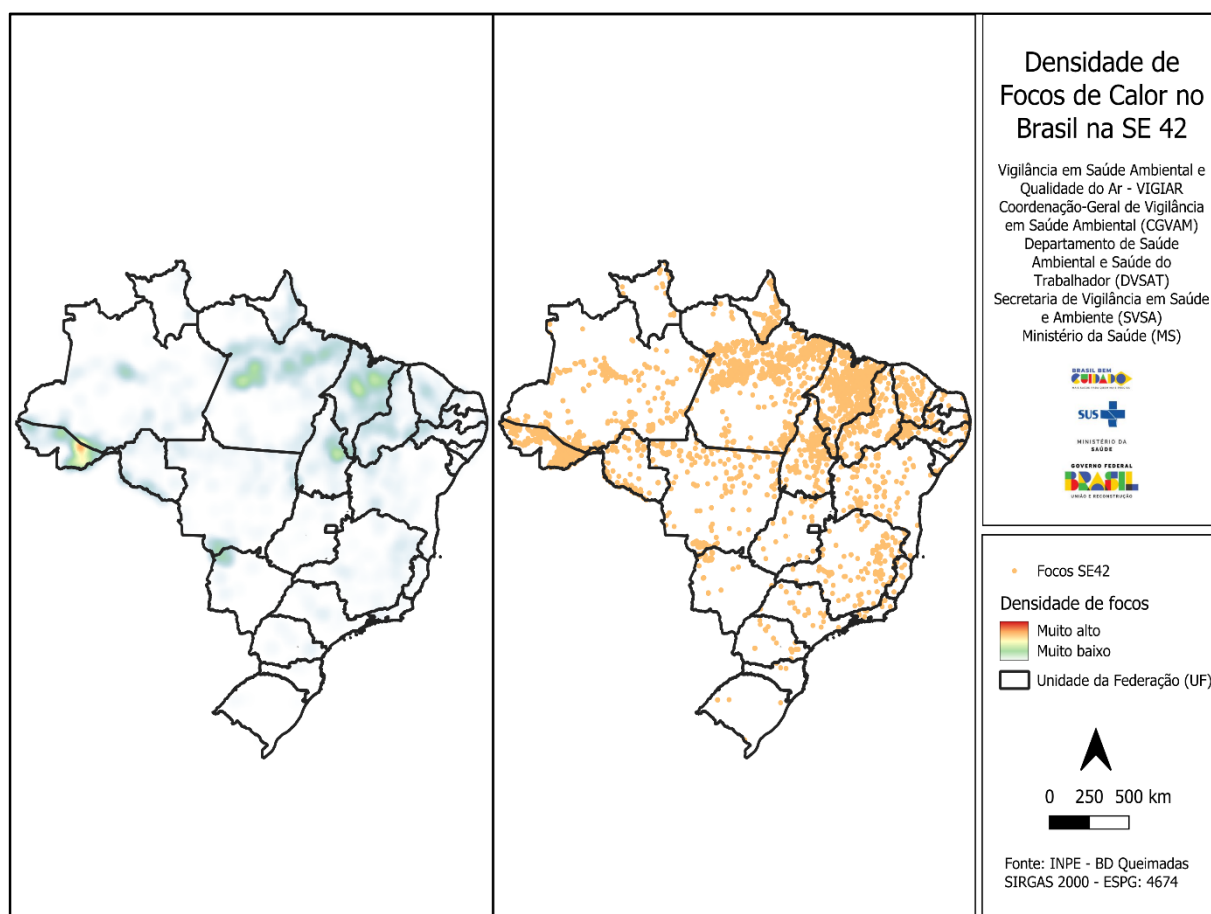 Densidade de
Focos de Calor no
Brasil na SE 42
Vigilância em Saúde Ambiental e
Qualidade do Ar - VIGIAR
Coordenação-Geral de Vigilância
em Saúde Ambiental (CGVAM)
Departamento de Saúde
Ambiental e Saúde do
Trabalhador (DVSAT)
Secretaria de Vigilância em Saúde
e Ambiente (SVSA)
Ministério da Saúde (MS)
BRASIL BEM
CUIDADO
SUS
MINISTÉRIO DA
SAÚDE
GOVERNO FEDERAL
BRASIL
UNIÃO E RECONSTRUÇÃO
Focos SE42
Densidade de focos
Muito alto
Muito baixo
Unidade da Federação (UF)
0 250 500 km
Fonte: INPE - BD Queimadas
SIRGAS 2000 - ESPG: 4674